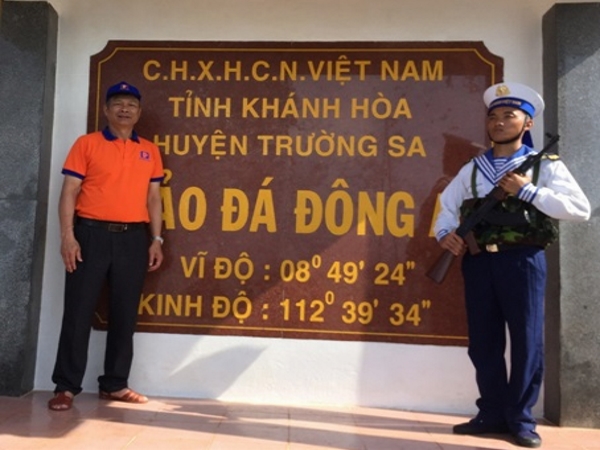 C.H.X.H.C.N.VIỆT NAM
TỈNH KHÁNH HÒA
HUYỆN TRƯỜNG SA
ĐÁ ĐÔNG
VĨ ĐỘ : 08⁰ 49' 24"
KINH ĐỘ : 112⁰ 39' 34"